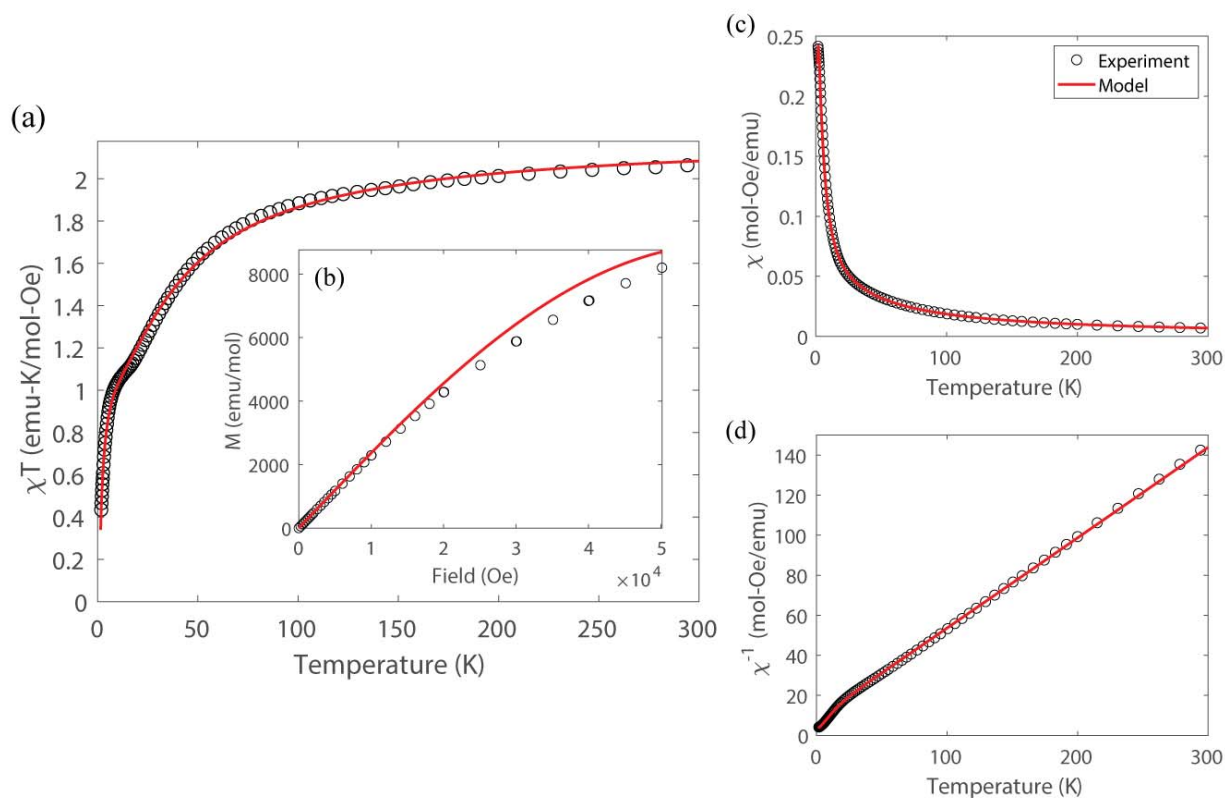 (a)
χT (emu-K/mol-Oe)
2
1.8
1.6
1.4
1.2
1
0.8
0.6
0.4
0.2
0
0 50 100 150 200 250 300
Temperature (K)
(b)
M (emu/mol)
8000
6000
4000
2000
0
0 1 2 3 4 5
Field (Oe)
×10⁴
(c)
Experiment
Model
χ (mol-Oe/emu)
0.25
0.2
0.15
0.1
0.05
0
0 100 200 300
Temperature (K)
(d)
χ⁻¹ (mol-Oe/emu)
140
120
100
80
60
40
20
0
0 100 200 300
Temperature (K)